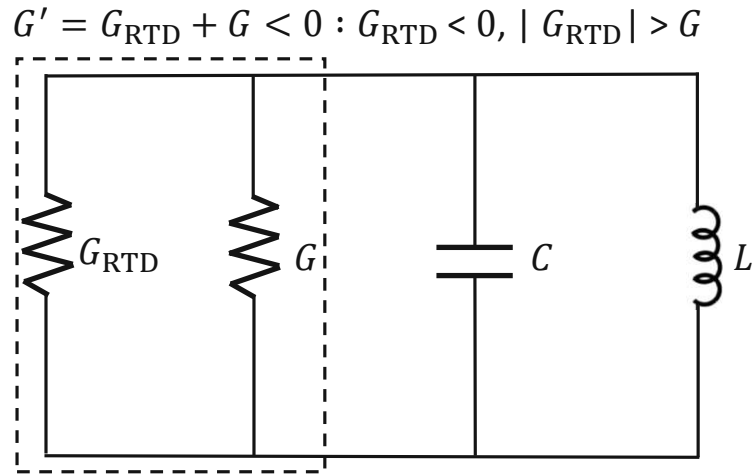 G′ = G_RTD + G < 0 : G_RTD < 0, | G_RTD | > G
G_RTD
G
C
L